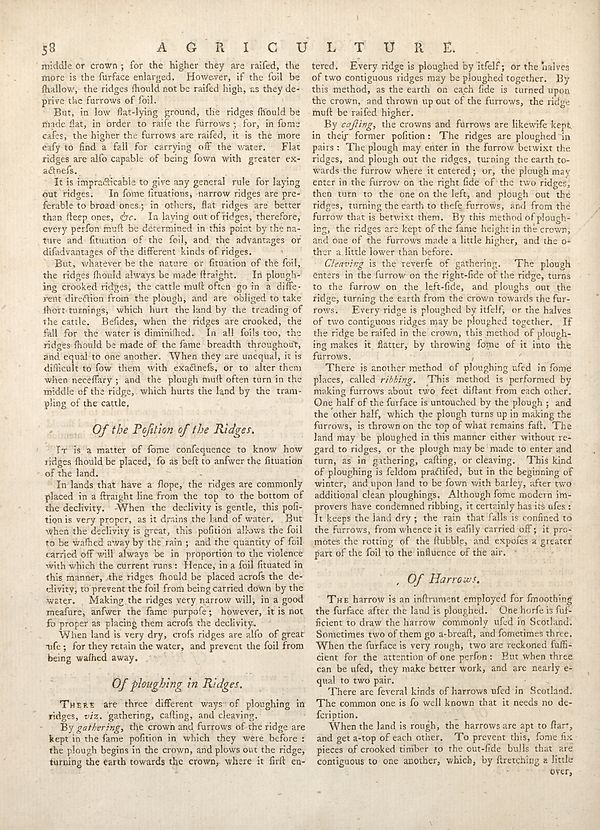 58 AGRICULTURE.
middle or crown ; for the higher they are raiſed, the
more is the ſurface enlarged. However, if the ſoil be
ſhallow, the ridges ſhould not be raiſed high, as they de-
prive the furrows of ſoil.
But, in low flat-lying ground, the ridges ſhould be
made flat, in order to raiſe the furrows ; for, in ſome
caſes, the higher the furrows are raiſed, it is the more
eaſy to find a fall for carrying off the water. Flat
ridges are alſo capable of being ſown with greater ex-
actneſs.
It is impracticable to give any general rule for laying
out ridges. In ſome ſituations, narrow ridges are pre-
ferable to broad ones ; in others, flat ridges are better
than ſteep ones, &c. In laying out of ridges, therefore,
every perſon muſt be determined in this point by the na-
ture and ſituation of the ſoil, and the advantages or
diſadvantages of the different kinds of ridges.
But, whatever be the nature or ſituation of the ſoil,
the ridges ſhould always be made ſtraight. In plough-
ing crooked ridges, the cattle muſt often go in a diffe-
rent direction from the plough, and are obliged to take
ſhort turnings, which hurt the land by the treading of
the cattle. Beſides, when the ridges are crooked, the
fall for the water is diminiſhed. In all ſoils too, the
ridges ſhould be made of the ſame breadth throughout,
and equal to one another. When they are unequal, it is
difficult to ſow them with exactneſs, or to alter them
when neceſſary ; and the plough muſt often turn in the
middle of the ridge, which hurts the land by the tram-
pling of the cattle.
Of the Poſition of the Ridges.
IT is a matter of ſome conſequence to know how
ridges ſhould be placed, ſo as beſt to anſwer the ſituation
of the land.
In lands that have a ſlope, the ridges are commonly
placed in a ſtraight line from the top to the bottom of
the declivity. When the declivity is gentle, this poſi-
tion is very proper, as it drains the land of water. But
when the declivity is great, this poſition allows the ſoil
to be waſhed away by the rain ; and the quantity of ſoil
carried off will always be in proportion to the violence
with which the current runs : Hence, in a ſoil ſituated in
this manner, the ridges ſhould be placed acroſs the de-
clivity, to prevent the ſoil from being carried down by the
water. Making the ridges very narrow will, in a good
meaſure, anſwer the ſame purpoſe ; however, it is not
ſo proper as placing them acroſs the declivity.
When land is very dry, croſs ridges are alſo of great
uſe ; for they retain the water, and prevent the ſoil from
being waſhed away.
Of ploughing in Ridges.
THERE are three different ways of ploughing in
ridges, viz. gathering, caſting, and cleaving.
By gathering, the crown and furrows of the ridge are
kept in the ſame poſition in which they were before :
the plough begins in the crown, and plows out the ridge,
turning the earth towards the crown, where it firſt en-
tered. Every ridge is ploughed by itſelf ; or the halves
of two contiguous ridges may be ploughed together. By
this method, as the earth on each ſide is turned upon
the crown, and thrown up out of the furrows, the ridge
muſt be raiſed higher.
By caſting, the crowns and furrows are likewiſe kept
in their former poſition : The ridges are ploughed in
pairs : The plough may enter in the furrow betwixt the
ridges, and plough out the ridges, turning the earth to-
wards the furrow where it entered ; or, the plough may
enter in the furrow on the right ſide of the two ridges,
then turn to the one on the left, and plough out the
ridges, turning the earth to theſe furrows, and from the
furrow that is betwixt them. By this method of plough-
ing, the ridges are kept of the ſame height in the crown,
and one of the furrows made a little higher, and the o-
ther a little lower than before.
Cleaving is the reverſe of gathering. The plough
enters in the furrow on the right-ſide of the ridge, turns
to the furrow on the left-ſide, and ploughs out the
ridge, turning the earth from the crown towards the fur-
rows. Every ridge is ploughed by itſelf, or the halves
of two contiguous ridges may be ploughed together. If
the ridge be raiſed in the crown, this method of plough-
ing makes it flatter, by throwing ſome of it into the
furrows.
There is another method of ploughing uſed in ſome
places, called ribbing. This method is performed by
making furrows about two feet diſtant from each other.
One half of the ſurface is untouched by the plough ; and
the other half, which the plough turns up in making the
furrows, is thrown on the top of what remains faſt. The
land may be ploughed in this manner either without re-
gard to ridges, or the plough may be made to enter and
turn, as in gathering, caſting, or cleaving. This kind
of ploughing is ſeldom practiſed, but in the beginning of
winter, and upon land to be ſown with barley, after two
additional clean ploughings. Although ſome modern im-
provers have condemned ribbing, it certainly has its uſes :
It keeps the land dry ; the rain that falls is confined to
the furrows, from whence it is eaſily carried off ; it pro-
motes the rotting of the ſtubble, and expoſes a greater
part of the ſoil to the influence of the air.
Of Harrows.
THE harrow is an inſtrument employed for ſmoothing
the ſurface after the land is ploughed. One horſe is ſuf-
ficient to draw the harrow commonly uſed in Scotland.
Sometimes two of them go a-breaſt, and ſometimes three.
When the ſurface is very rough, two are reckoned ſuffi-
cient for the attention of one perſon : But when three
can be uſed, they make better work, and are nearly e-
qual to two pair.
There are ſeveral kinds of harrows uſed in Scotland.
The common one is ſo well known that it needs no de-
ſcription.
When the land is rough, the harrows are apt to ſtart,
and get a-top of each other. To prevent this, ſome fix
pieces of crooked timber to the out-ſide bulls that are
contiguous to one another, which, by ſtretching a little
over,